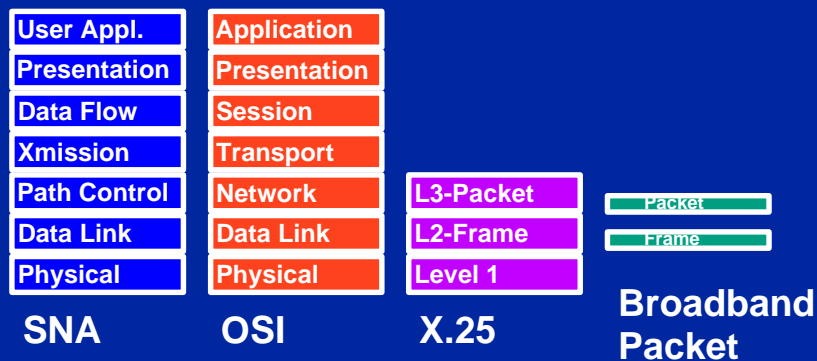 User Appl.
Presentation
Data Flow
Xmission
Path Control
Data Link
Physical
SNA
Application
Presentation
Session
Transport
Network
Data Link
Physical
OSI
L3-Packet
L2-Frame
Level 1
X.25
Packet
Frame
Broadband
Packet